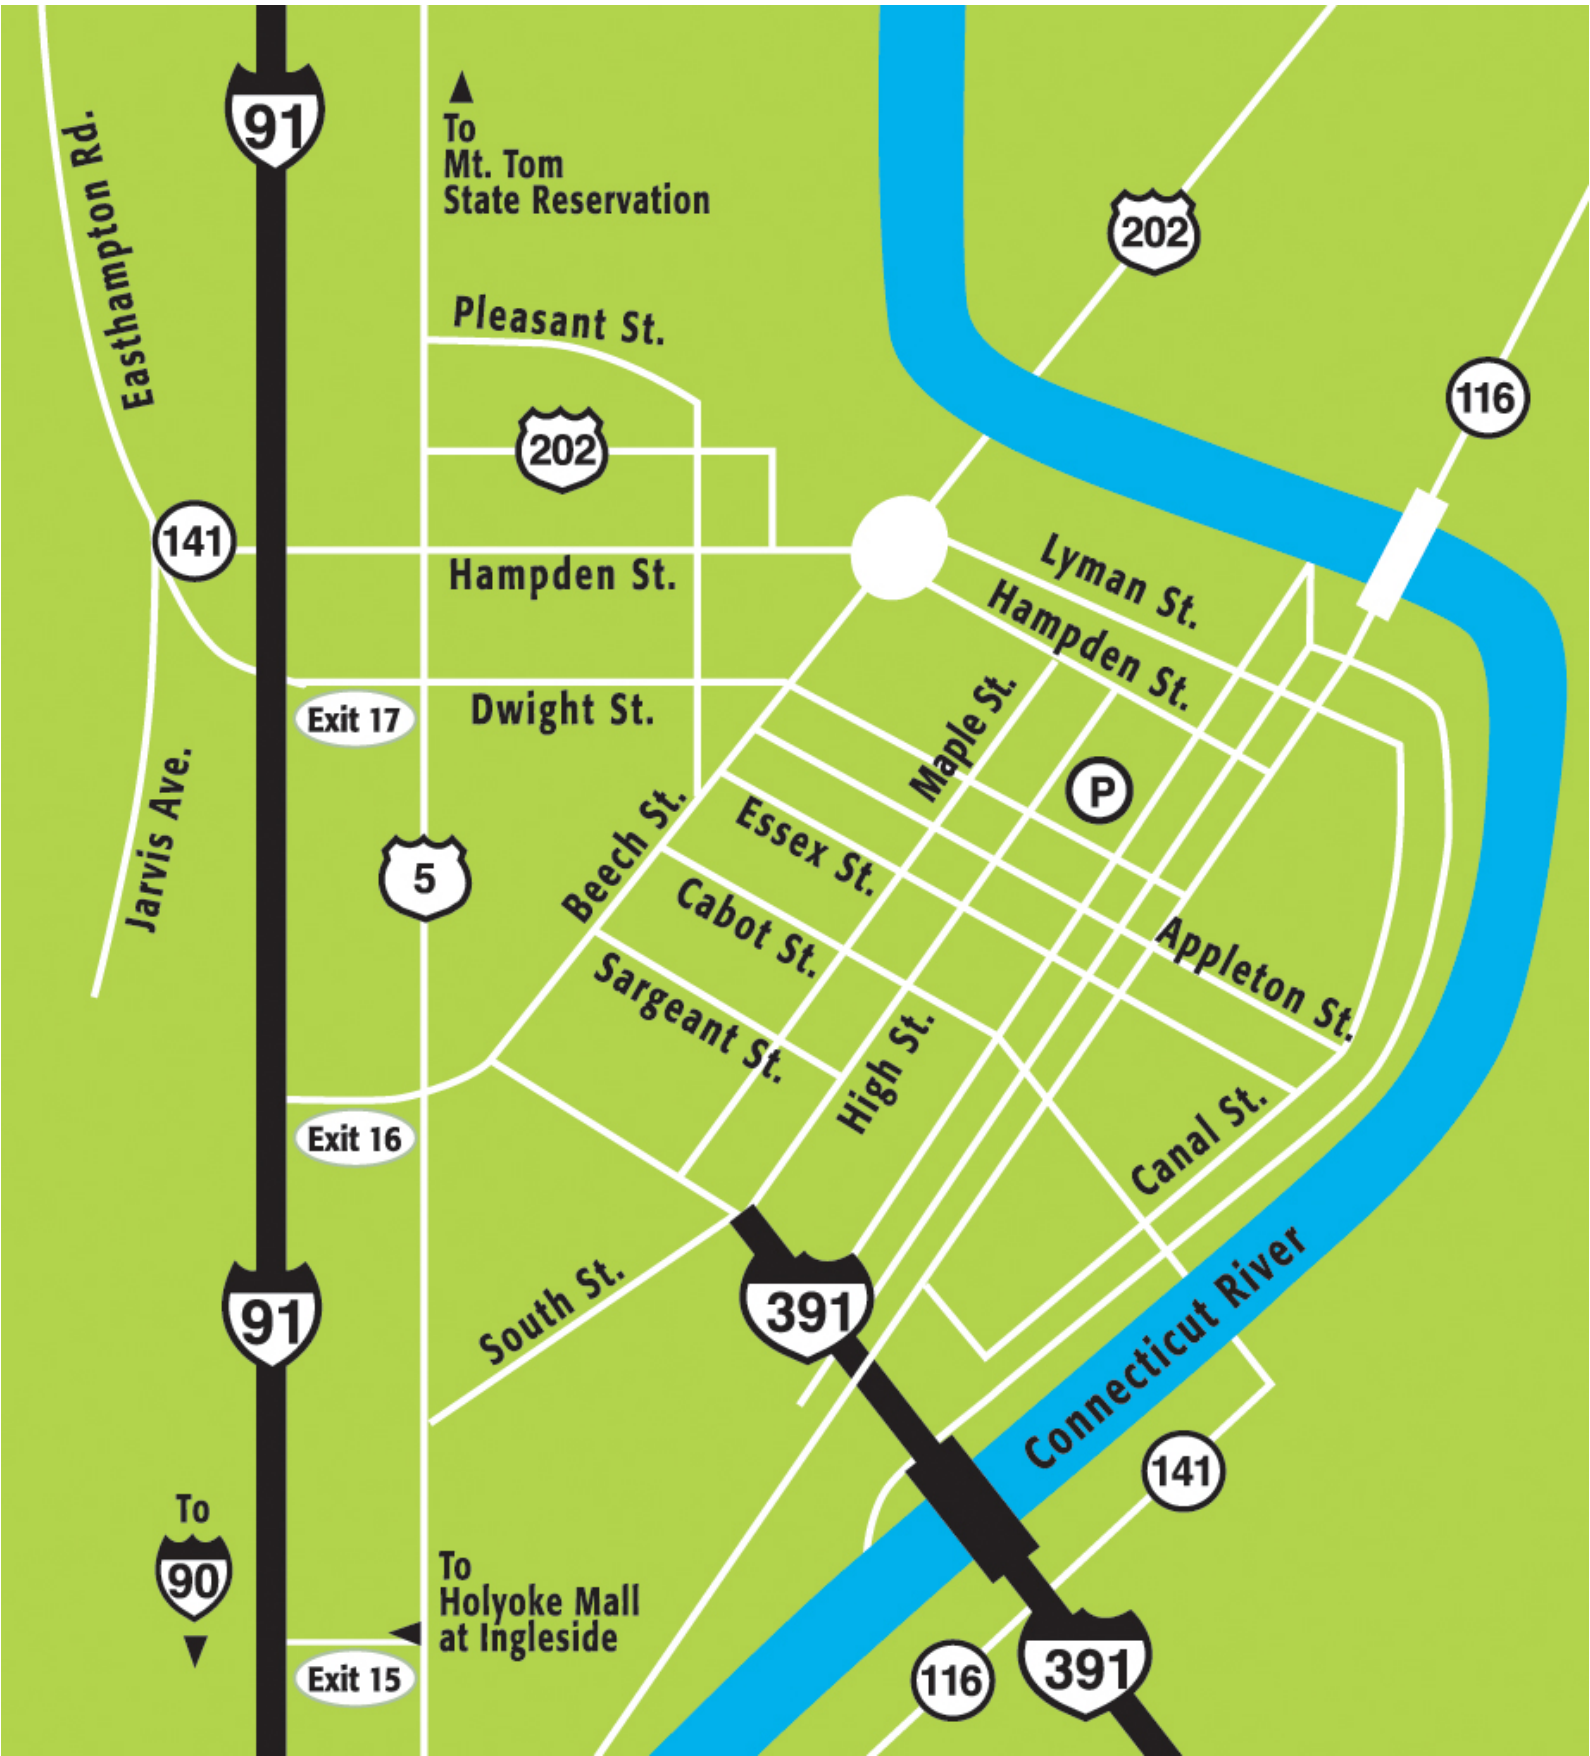 91
To
Mt. Tom
State Reservation
Easthampton Rd.
202
Pleasant St.
116
202
141
Hampden St.
Lyman St.
Hampden St.
Exit 17
Dwight St.
Maple St.
P
Jarvis Ave.
5
Beech St.
Essex St.
Cabot St.
Appleton St.
Sargeant St.
High St.
Exit 16
Canal St.
91
South St.
391
Connecticut River
141
To
90
To
Holyoke Mall
at Ingleside
Exit 15
116
391